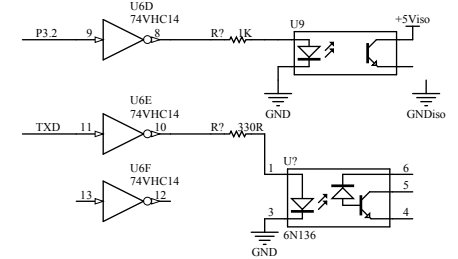 U6D
74VHC14
P3.2 9 8 R? 1K U9 +5Viso
GND GNDiso
U6E
74VHC14
TXD 11 10 R? 330R
U6F
74VHC14
13 12
U?
1 6
5
3 4
6N136
GND